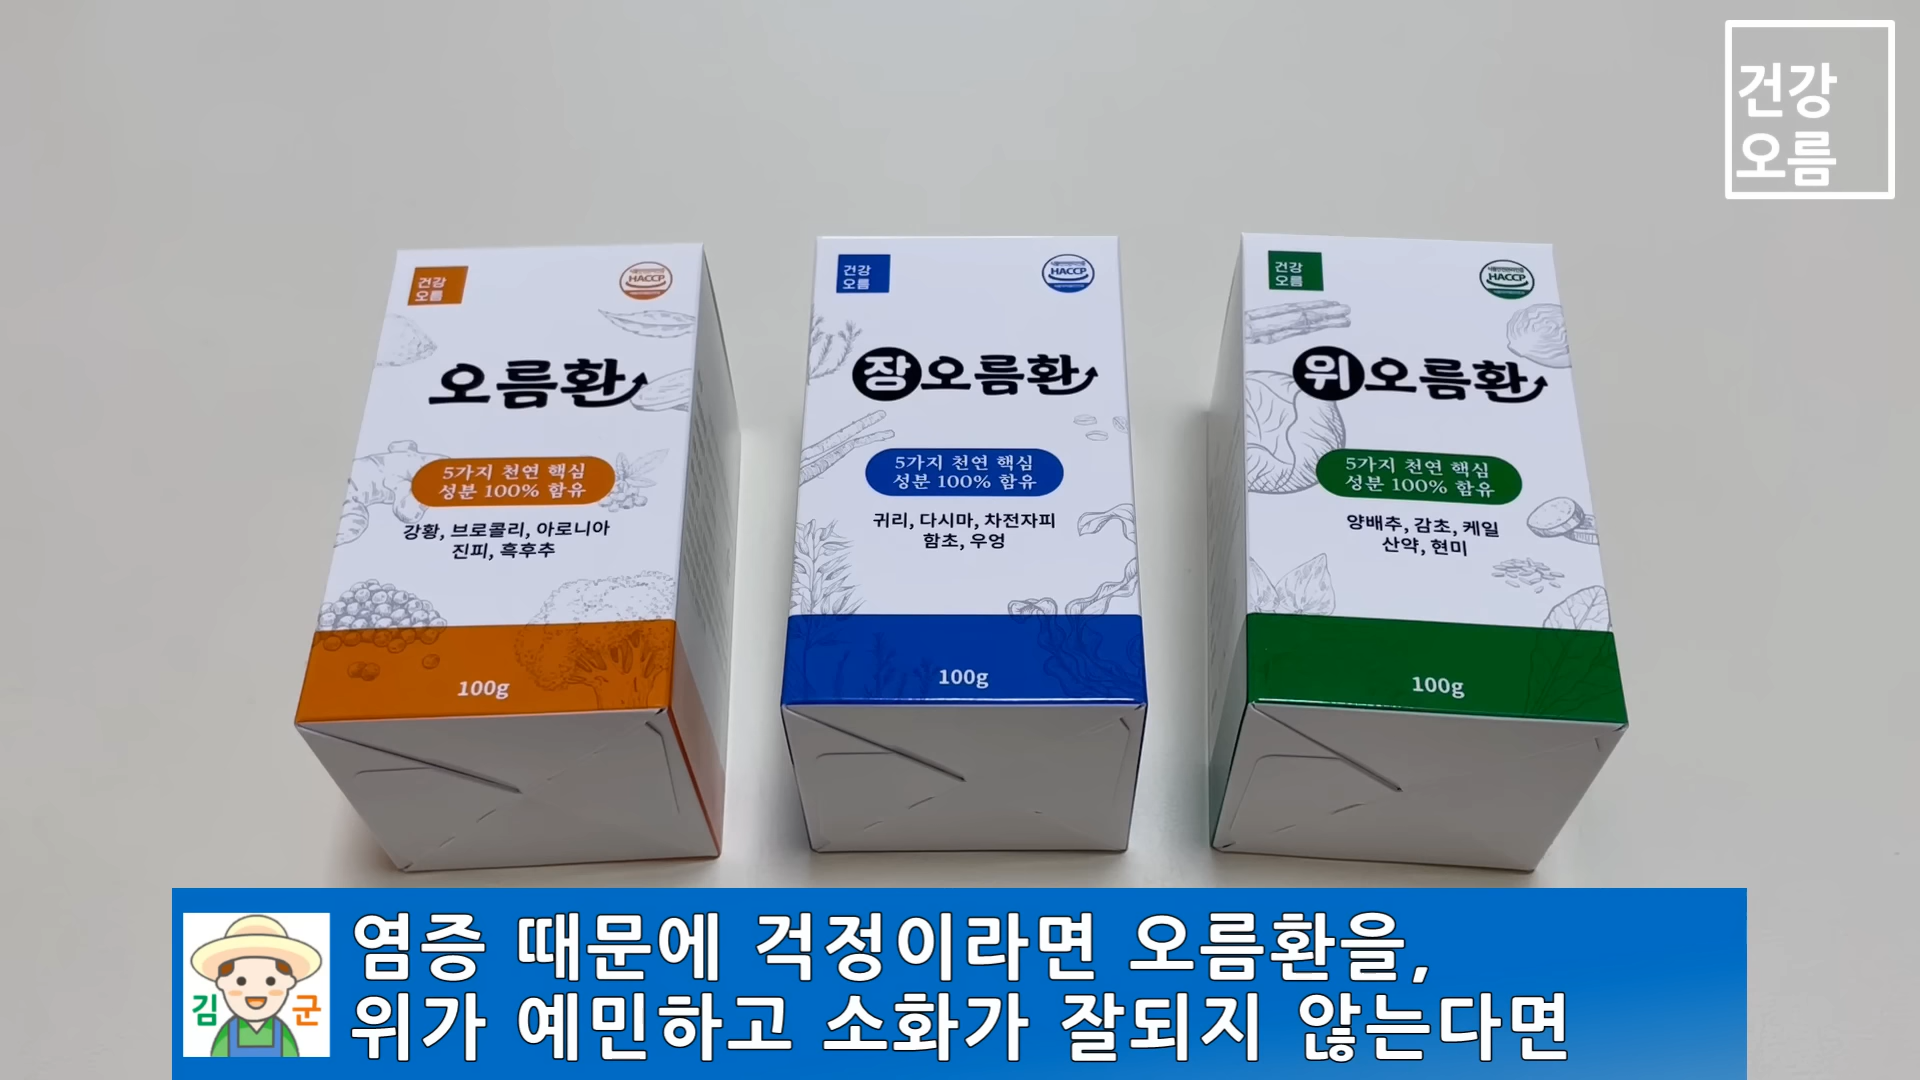 건강
오름
건강
오름
HACCP
오름환
5가지 천연 핵심
성분 100% 함유
강황, 브로콜리, 아로니아
진피, 흑후추
100g
건강
오름
HACCP
장오름환
5가지 천연 핵심
성분 100% 함유
귀리, 다시마, 차전자피
함초, 우엉
100g
건강
오름
HACCP
위오름환
5가지 천연 핵심
성분 100% 함유
양배추, 감초, 케일
산약, 현미
100g
김 군
염증 때문에 걱정이라면 오름환을,
위가 예민하고 소화가 잘되지 않는다면